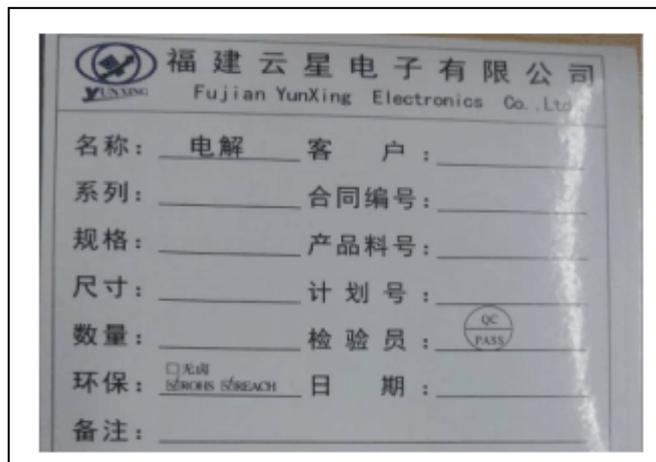 福建云星电子有限公司
YUNXING
Fujian YunXing Electronics Co.,Ltd
名称： 电解 客户：
系列： 合同编号：
规格： 产品料号：
尺寸： 计划号：
数量： 检验员： QC PASS
环保： □无卤 ☑ROHS ☑REACH 日期：
备注：